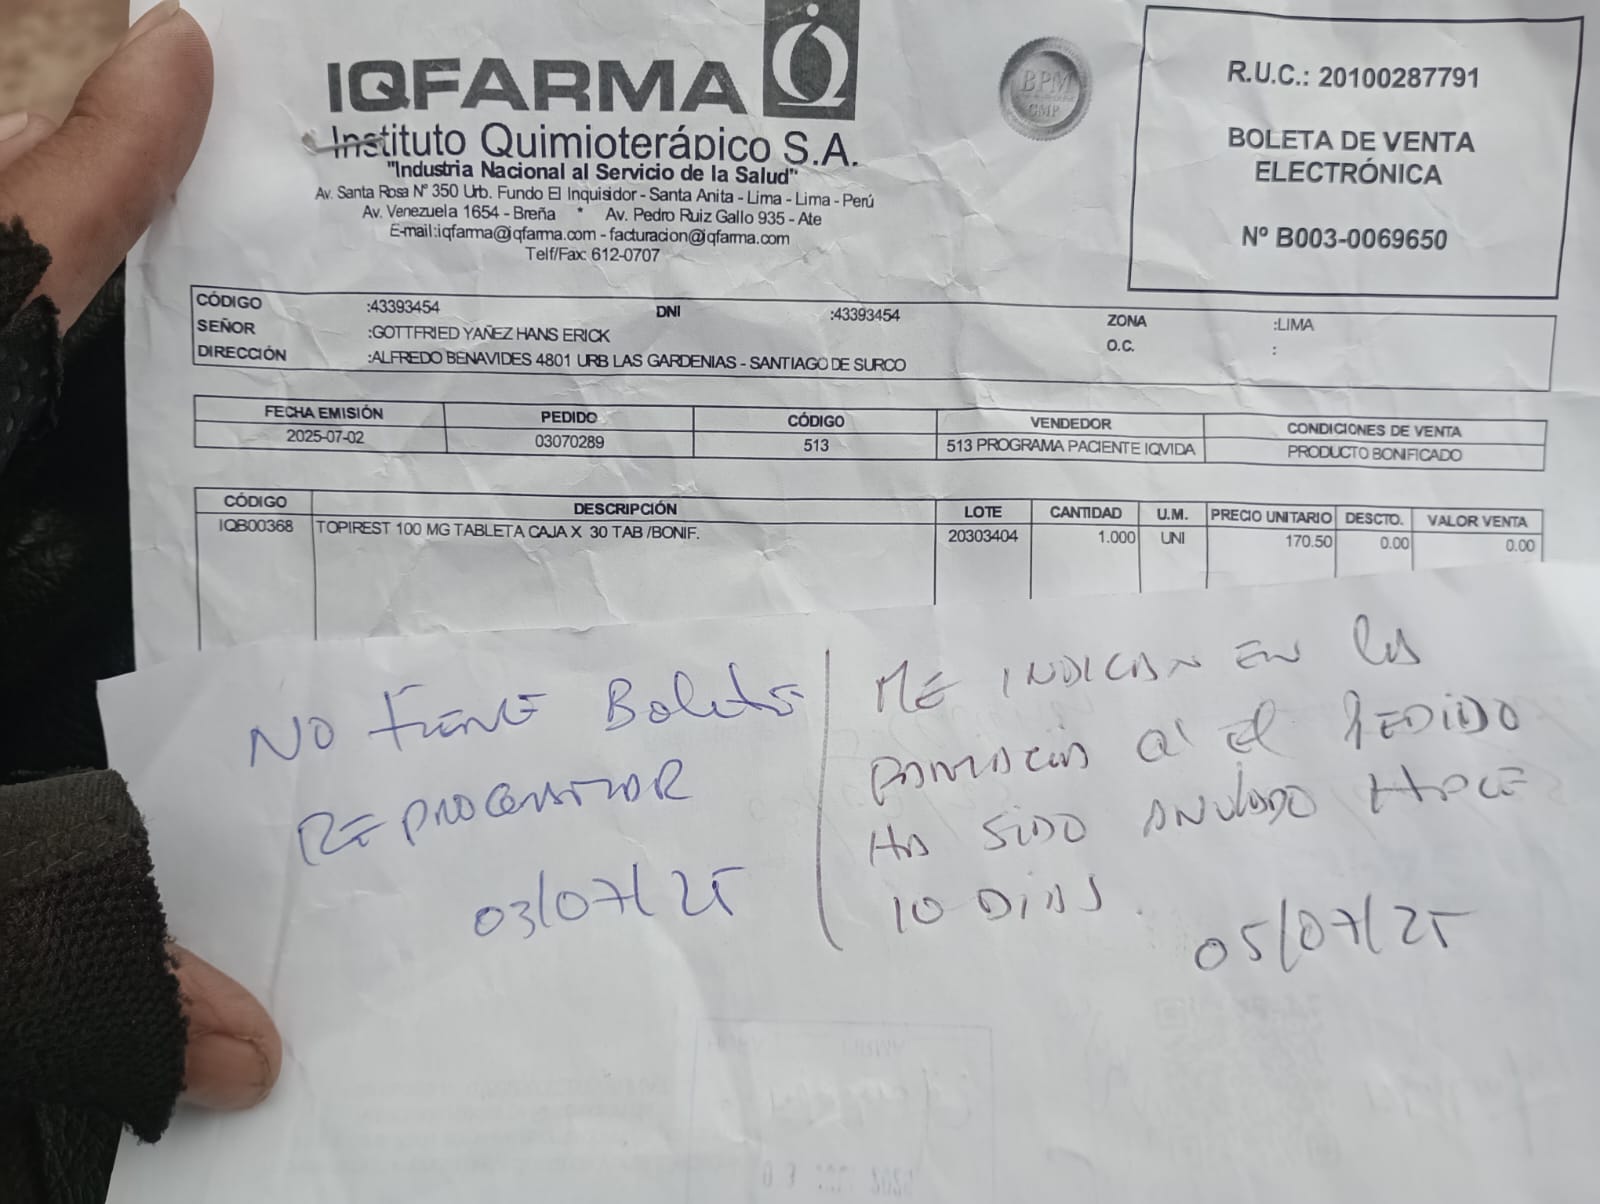 IQFARMA
Instituto Quimioterápico S.A.
"Industria Nacional al Servicio de la Salud"
Av. Santa Rosa Nº 350 Urb. Fundo El Inquisidor - Santa Anita - Lima - Lima - Perú
Av. Venezuela 1654 - Breña * Av. Pedro Ruiz Gallo 935 - Ate
E-mail:iqfarma@iqfarma.com - facturacion@iqfarma.com
Telf/Fax: 612-0707
BPM
GMP
R.U.C.: 20100287791
BOLETA DE VENTA
ELECTRÓNICA
Nº B003-0069650
CÓDIGO :43393454 DNI :43393454 ZONA :LIMA
SEÑOR :GOTTFRIED YAÑEZ HANS ERICK O.C. :
DIRECCIÓN :ALFREDO BENAVIDES 4801 URB LAS GARDENIAS - SANTIAGO DE SURCO
FECHA EMISIÓN PEDIDO CÓDIGO VENDEDOR CONDICIONES DE VENTA
2025-07-02 03070289 513 513 PROGRAMA PACIENTE IQVIDA PRODUCTO BONIFICADO
CÓDIGO DESCRIPCIÓN LOTE CANTIDAD U.M. PRECIO UNITARIO DESCTO. VALOR VENTA
IQB00368 TOPIREST 100 MG TABLETA CAJA X 30 TAB /BONIF. 20303404 1.000 UNI 170.50 0.00 0.00
NO TIENE Boleta
REPROGRAMAR
03/07/25
ME INDICAN EN LA
FARMACIA Q' EL PEDIDO
HA SIDO ANULADO HACE
10 DIAS.
05/07/25